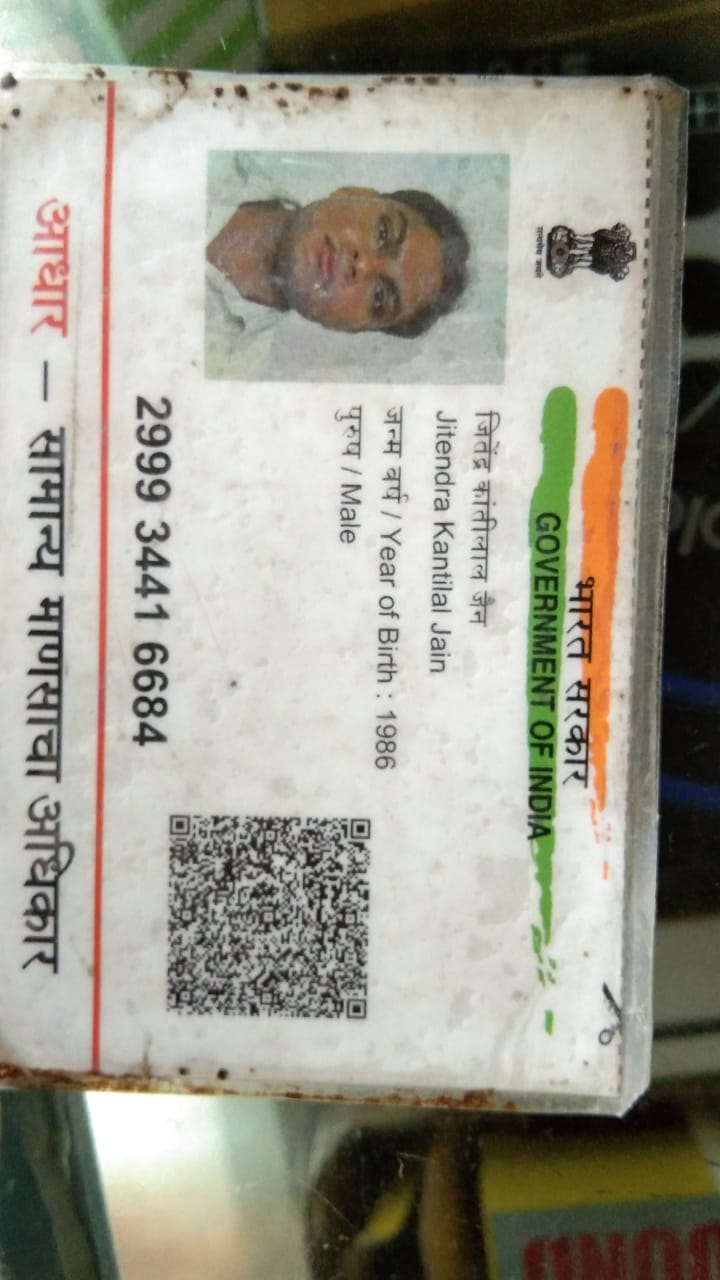 भारत सरकार
GOVERNMENT OF INDIA
सत्यमेव जयते
जितेंद्र कांतीलाल जैन
Jitendra Kantilal Jain
जन्म वर्ष / Year of Birth : 1986
पुरुष / Male
2999 3441 6684
आधार – सामान्य माणसाचा अधिकार